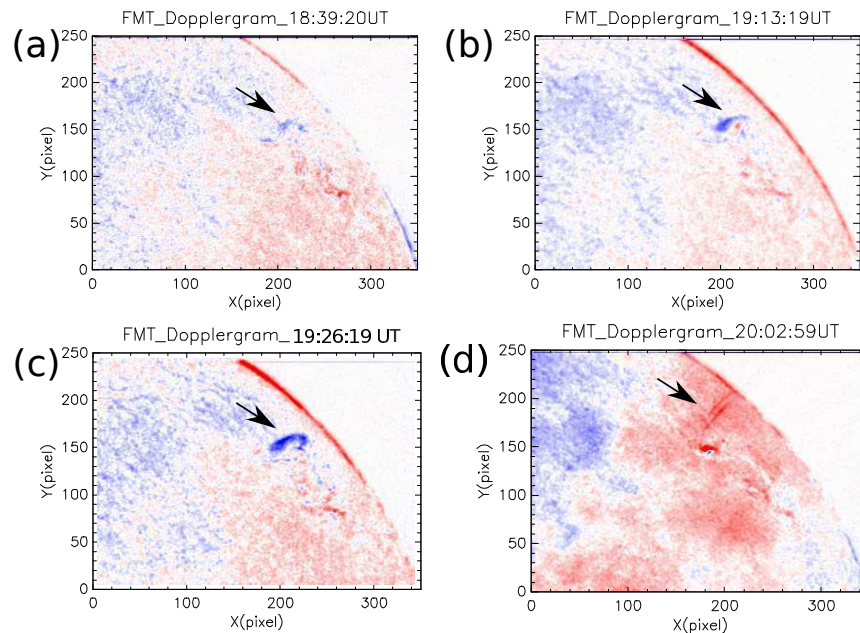 (a)
FMT_Dopplergram_18:39:20UT
250
200
150
100
50
0
Y(pixel)
0 100 200 300
X(pixel)
(b)
FMT_Dopplergram_19:13:19UT
250
200
150
100
50
0
Y(pixel)
0 100 200 300
X(pixel)
(c)
FMT_Dopplergram_19:26:19 UT
250
200
150
100
50
0
Y(pixel)
0 100 200 300
X(pixel)
(d)
FMT_Dopplergram_20:02:59UT
250
200
150
100
50
0
Y(pixel)
0 100 200 300
X(pixel)